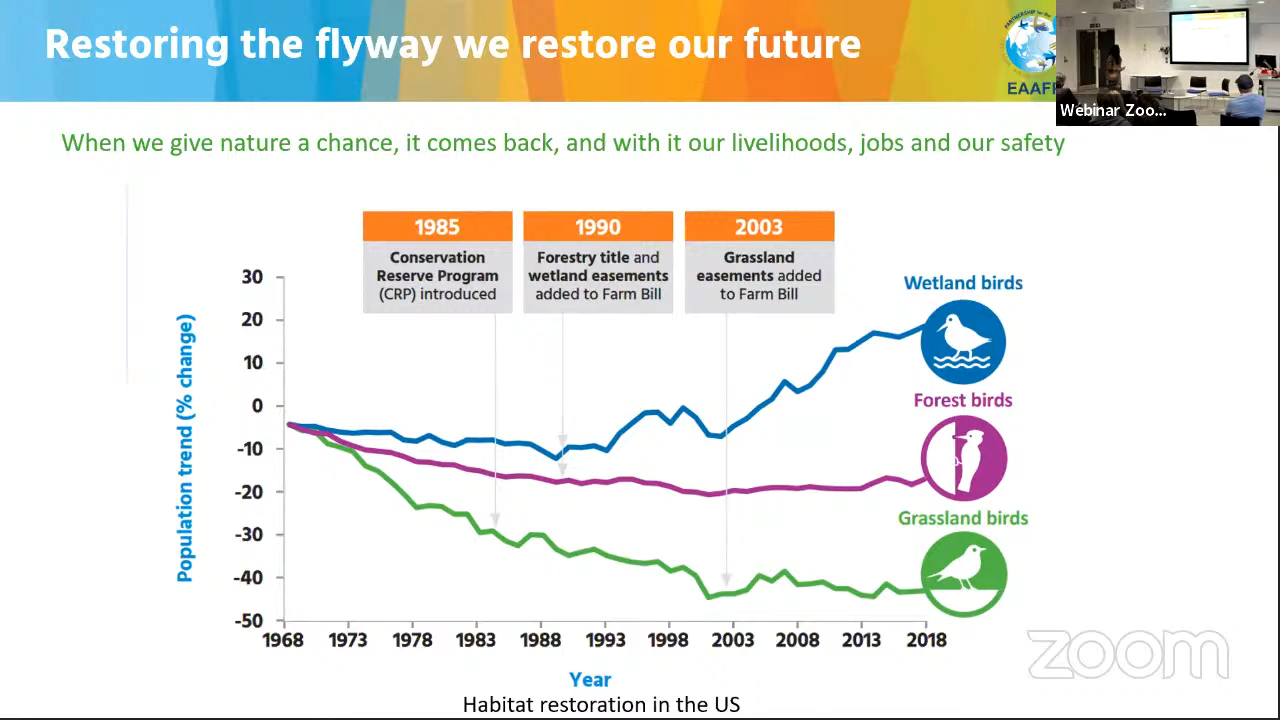 Restoring the flyway we restore our future
EAAF
Webinar Zoo...
When we give nature a chance, it comes back, and with it our livelihoods, jobs and our safety
1985
Conservation
Reserve Program
(CRP) introduced
1990
Forestry title and
wetland easements
added to Farm Bill
2003
Grassland
easements added
to Farm Bill
Population trend (% change)
30
20
10
0
-10
-20
-30
-40
-50
Wetland birds
Forest birds
Grassland birds
1968 1973 1978 1983 1988 1993 1998 2003 2008 2013 2018
Year
Habitat restoration in the US
zoom